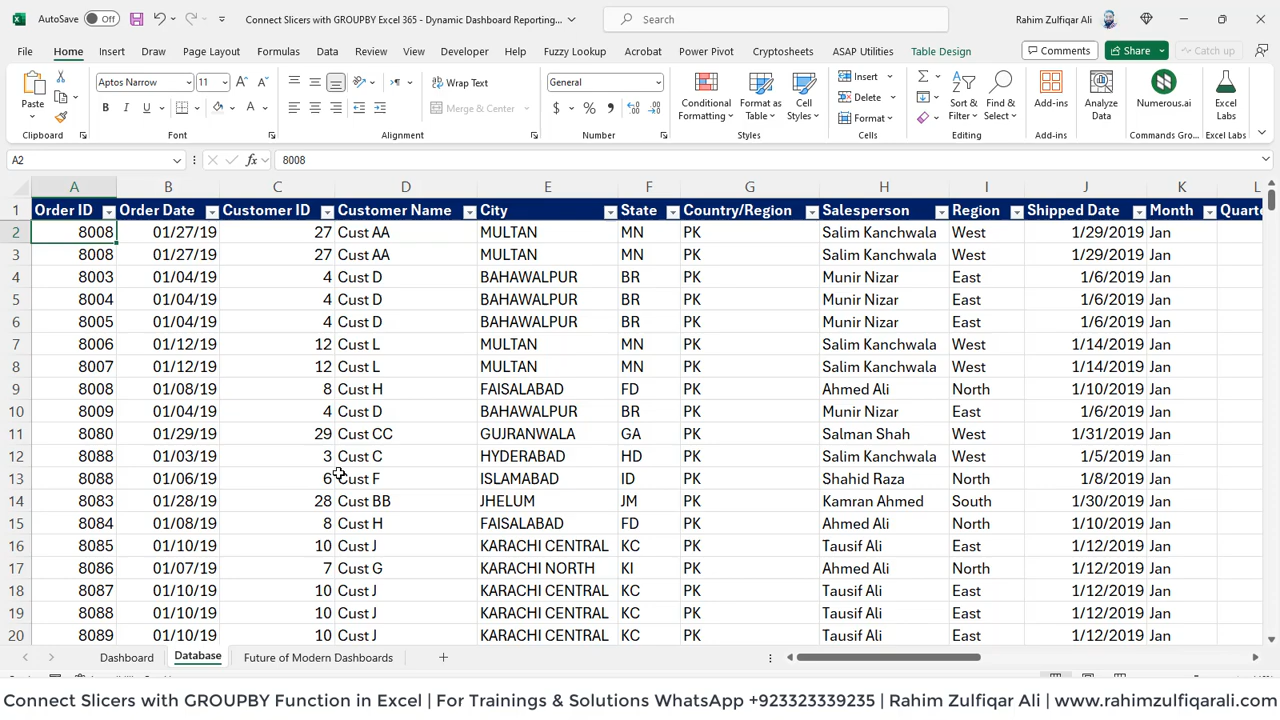 AutoSave Off Connect Slicers with GROUPBY Excel 365 - Dynamic Dashboard Reporting... Search Rahim Zulfiqar Ali
File Home Insert Draw Page Layout Formulas Data Review View Developer Help Fuzzy Lookup Acrobat Power Pivot Cryptosheets ASAP Utilities Table Design Comments Share Catch up
Paste Aptos Narrow 11 Wrap Text General Conditional Formatting Format as Table Cell Styles Insert Sort & Filter Find & Select Add-ins Analyze Data Numerous.ai Excel Labs
B I U Merge & Center Delete
Format
Clipboard Font Alignment Number Styles Cells Editing Add-ins Commands Gro... Excel Labs
A2 fx 8008
A B C D E F G H I J K L
1 Order ID Order Date Customer ID Customer Name City State Country/Region Salesperson Region Shipped Date Month Quarte
2 8008 01/27/19 27 Cust AA MULTAN MN PK Salim Kanchwala West 1/29/2019 Jan
3 8008 01/27/19 27 Cust AA MULTAN MN PK Salim Kanchwala West 1/29/2019 Jan
4 8003 01/04/19 4 Cust D BAHAWALPUR BR PK Munir Nizar East 1/6/2019 Jan
5 8004 01/04/19 4 Cust D BAHAWALPUR BR PK Munir Nizar East 1/6/2019 Jan
6 8005 01/04/19 4 Cust D BAHAWALPUR BR PK Munir Nizar East 1/6/2019 Jan
7 8006 01/12/19 12 Cust L MULTAN MN PK Salim Kanchwala West 1/14/2019 Jan
8 8007 01/12/19 12 Cust L MULTAN MN PK Salim Kanchwala West 1/14/2019 Jan
9 8008 01/08/19 8 Cust H FAISALABAD FD PK Ahmed Ali North 1/10/2019 Jan
10 8009 01/04/19 4 Cust D BAHAWALPUR BR PK Munir Nizar East 1/6/2019 Jan
11 8080 01/29/19 29 Cust CC GUJRANWALA GA PK Salman Shah West 1/31/2019 Jan
12 8088 01/03/19 3 Cust C HYDERABAD HD PK Salim Kanchwala West 1/5/2019 Jan
13 8088 01/06/19 6 Cust F ISLAMABAD ID PK Shahid Raza North 1/8/2019 Jan
14 8083 01/28/19 28 Cust BB JHELUM JM PK Kamran Ahmed South 1/30/2019 Jan
15 8084 01/08/19 8 Cust H FAISALABAD FD PK Ahmed Ali North 1/10/2019 Jan
16 8085 01/10/19 10 Cust J KARACHI CENTRAL KC PK Tausif Ali East 1/12/2019 Jan
17 8086 01/07/19 7 Cust G KARACHI NORTH KI PK Ahmed Ali North 1/12/2019 Jan
18 8087 01/10/19 10 Cust J KARACHI CENTRAL KC PK Tausif Ali East 1/12/2019 Jan
19 8088 01/10/19 10 Cust J KARACHI CENTRAL KC PK Tausif Ali East 1/12/2019 Jan
20 8089 01/10/19 10 Cust J KARACHI CENTRAL KC PK Tausif Ali East 1/12/2019 Jan
Dashboard Database Future of Modern Dashboards
Connect Slicers with GROUPBY Function in Excel | For Trainings & Solutions WhatsApp +923323339235 | Rahim Zulfiqar Ali | www.rahimzulfiqarali.com